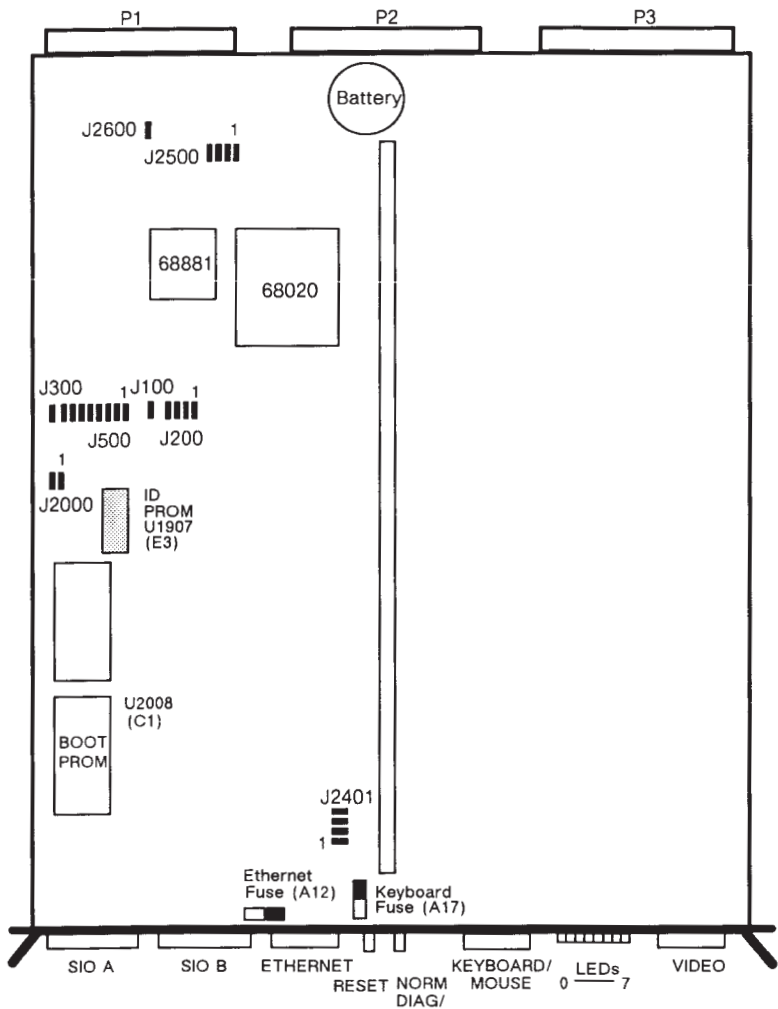 P1 P2 P3
Battery
J2600
1
J2500
68881
68020
J300 1 J100 1
J500 J200
1
J2000
ID
PROM
U1907
(E3)
U2008
(C1)
BOOT
PROM
J2401
1
Ethernet
Fuse (A12)
Keyboard
Fuse (A17)
SIO A SIO B ETHERNET
RESET
NORM
DIAG/
KEYBOARD/
MOUSE
LEDs
0 7
VIDEO